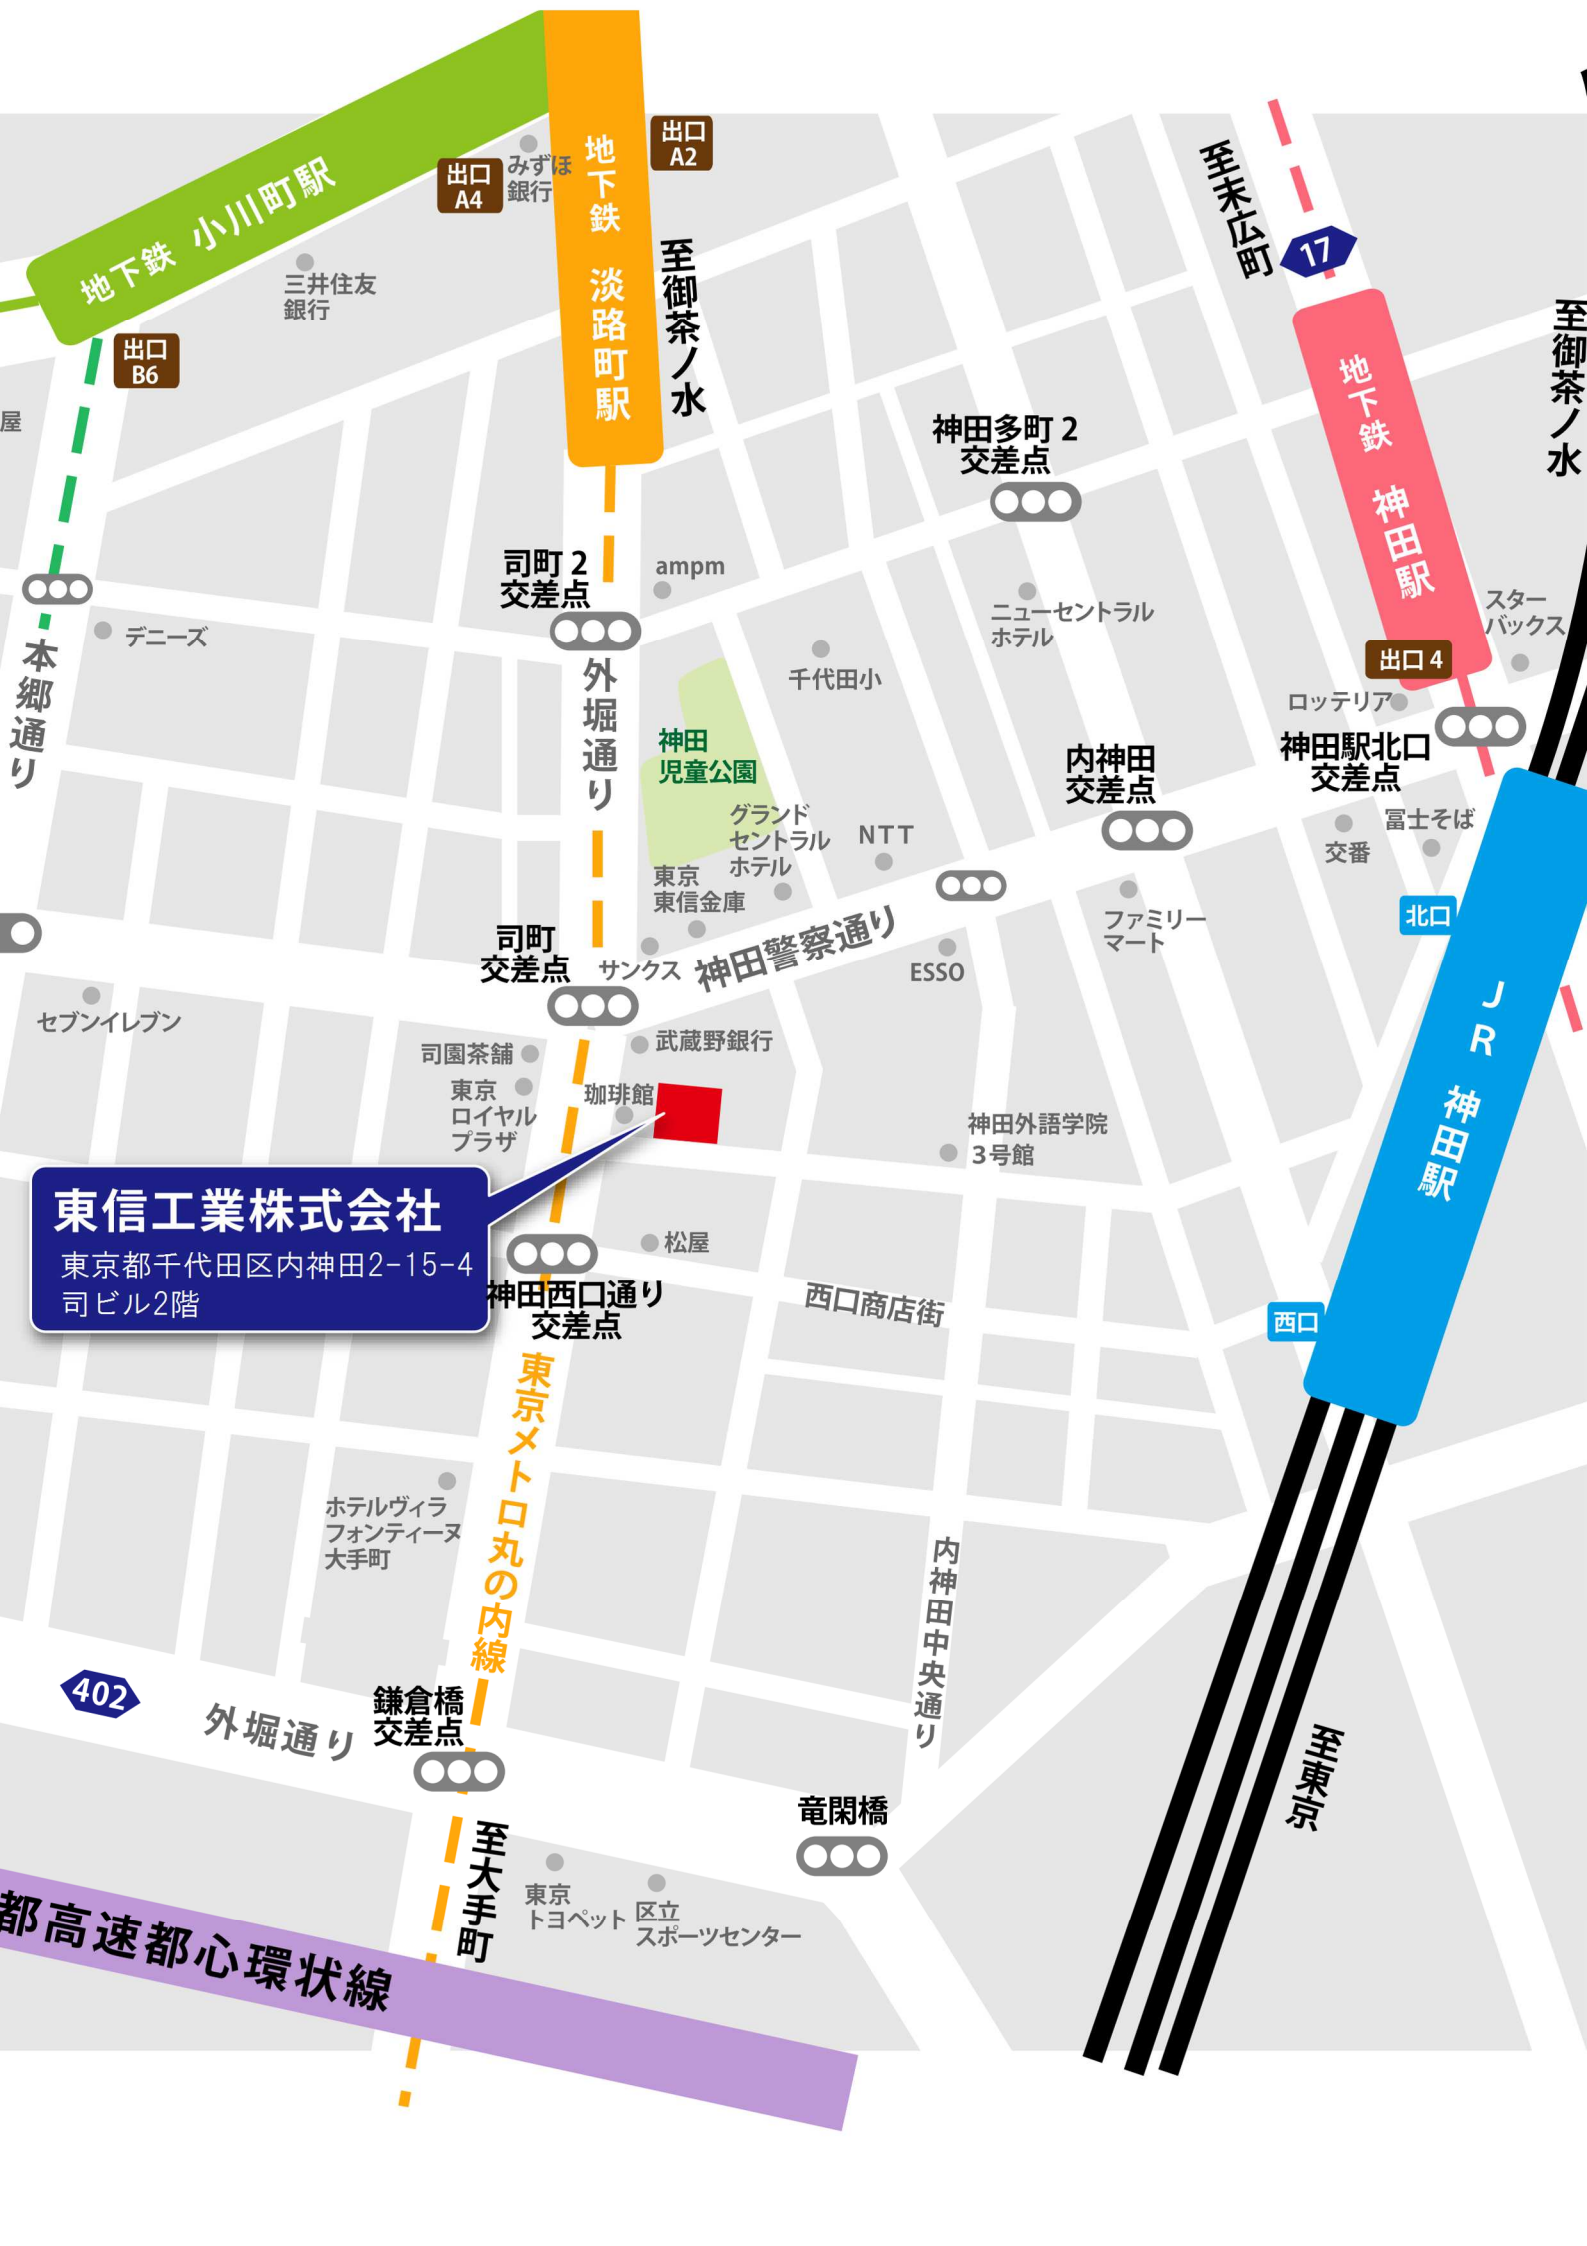 地下鉄 小川町駅
地下鉄 淡路町駅
出口
A2
出口
A4
みずほ
銀行
三井住友
銀行
出口
B6
屋
至御茶ノ水
至末広町
17
至御茶ノ水
地下鉄 神田駅
神田多町 2
交差点
司町 2
交差点
ampm
ニューセントラル
ホテル
スター
バックス
デニーズ
本郷通り
外堀通り
千代田小
出口 4
ロッテリア
神田駅北口
交差点
神田
児童公園
内神田
交差点
グランド
セントラル
ホテル
NTT
富士そば
交番
東京
東信金庫
北口
ファミリー
マート
司町
交差点
サンクス
神田警察通り
ESSO
JR 神田駅
セブンイレブン
司園茶舗
武蔵野銀行
東京
ロイヤル
プラザ
珈琲館
神田外語学院
3号館
東信工業株式会社
東京都千代田区内神田2-15-4
司ビル2階
松屋
神田西口通り
交差点
西口商店街
西口
東京メトロ丸の内線
ホテルヴィラ
フォンティーヌ
大手町
内神田中央通り
402
外堀通り
鎌倉橋
交差点
至東京
竜閑橋
至大手町
東京
トヨペット
区立
スポーツセンター
都高速都心環状線